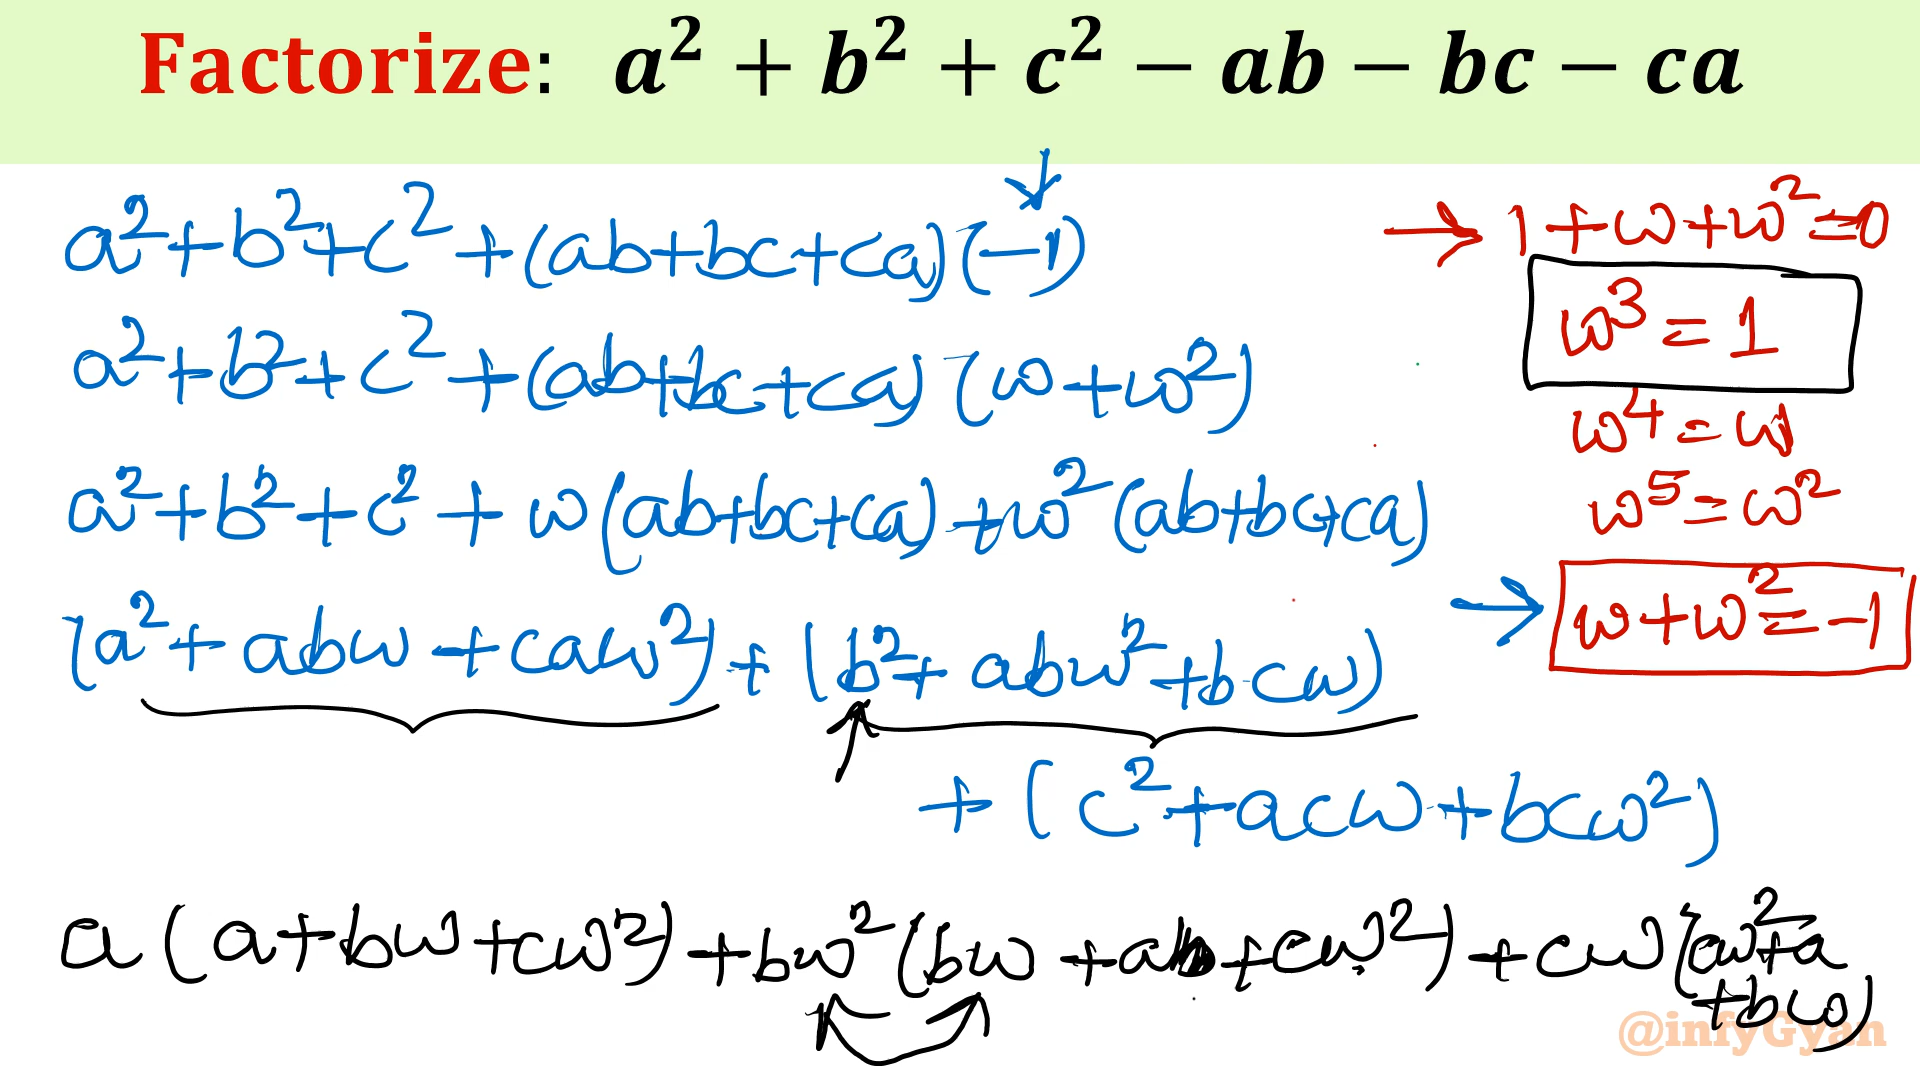 Factorize: a² + b² + c² − ab − bc − ca
a²+b²+c²+(ab+bc+ca)(−1)
→ 1+ω+ω²=0
ω³=1
a²+b²+c²+(ab+bc+ca)(ω+ω²)
ω⁴=ω
a²+b²+c²+ω(ab+bc+ca)+ω²(ab+bc+ca)
ω⁵=ω²
→ ω+ω²=−1
(a²+abω+caω²)+(b²+abω²+bcω)
+(c²+acω+bcω²)
a(a+bω+cω²)+bω²(bω+a+cω²)+cω(cω²+a
+bω)
@infyGyan